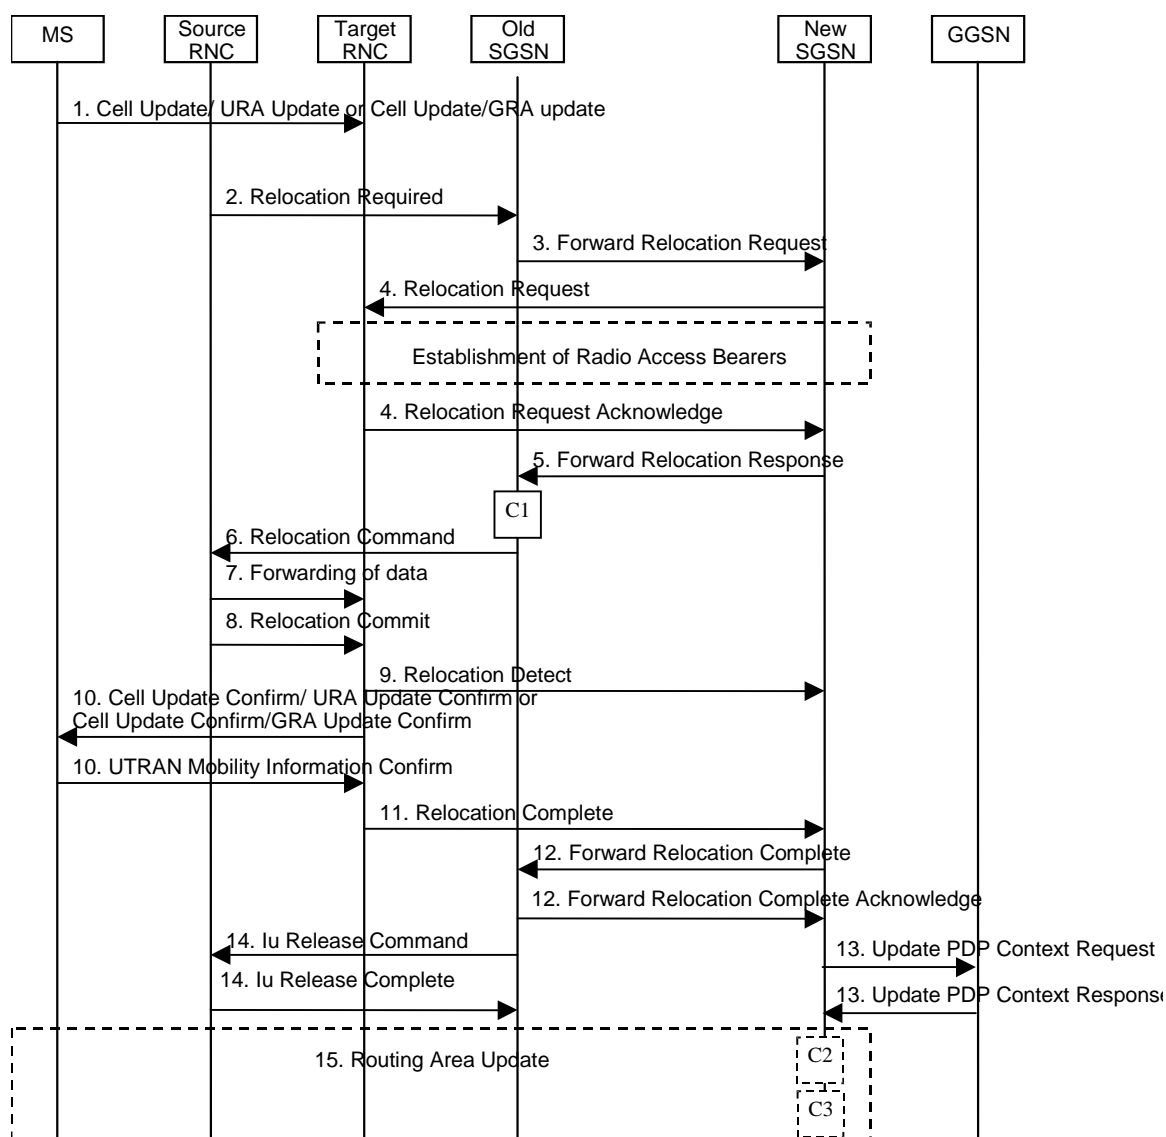 MS
Source
RNC
Target
RNC
Old
SGSN
New
SGSN
GGSN
1. Cell Update/ URA Update or Cell Update/GRA update
2. Relocation Required
3. Forward Relocation Request
4. Relocation Request
Establishment of Radio Access Bearers
4. Relocation Request Acknowledge
5. Forward Relocation Response
C1
6. Relocation Command
7. Forwarding of data
8. Relocation Commit
9. Relocation Detect
10. Cell Update Confirm/ URA Update Confirm or
Cell Update Confirm/GRA Update Confirm
10. UTRAN Mobility Information Confirm
11. Relocation Complete
12. Forward Relocation Complete
12. Forward Relocation Complete Acknowledge
14. Iu Release Command
13. Update PDP Context Request
14. Iu Release Complete
13. Update PDP Context Response
15. Routing Area Update
C2
C3